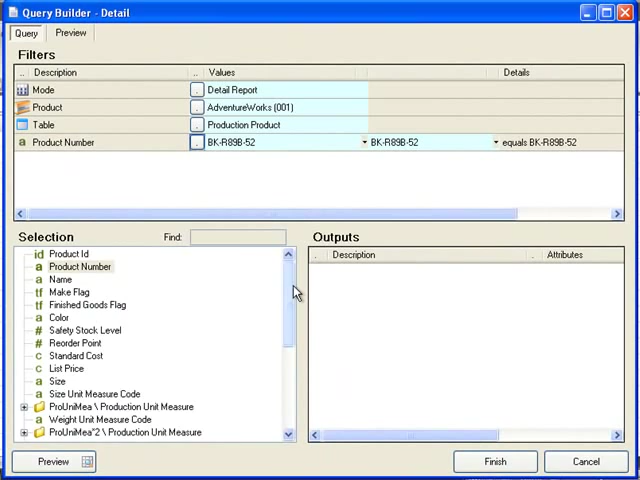 Query Builder - Detail
Query Preview
Filters
.. Description .. Values Details
Mode . Detail Report
Product . AdventureWorks (001)
Table . Production Product
a Product Number . BK-R89B-52 BK-R89B-52 equals BK-R89B-52
Selection Find: Outputs
. Description . Attributes
id Product Id
a Product Number
a Name
tf Make Flag
tf Finished Goods Flag
a Color
# Safety Stock Level
# Reorder Point
c Standard Cost
c List Price
a Size
a Size Unit Measure Code
ProUniMea \ Production Unit Measure
a Weight Unit Measure Code
ProUniMea^2 \ Production Unit Measure
Preview Finish Cancel